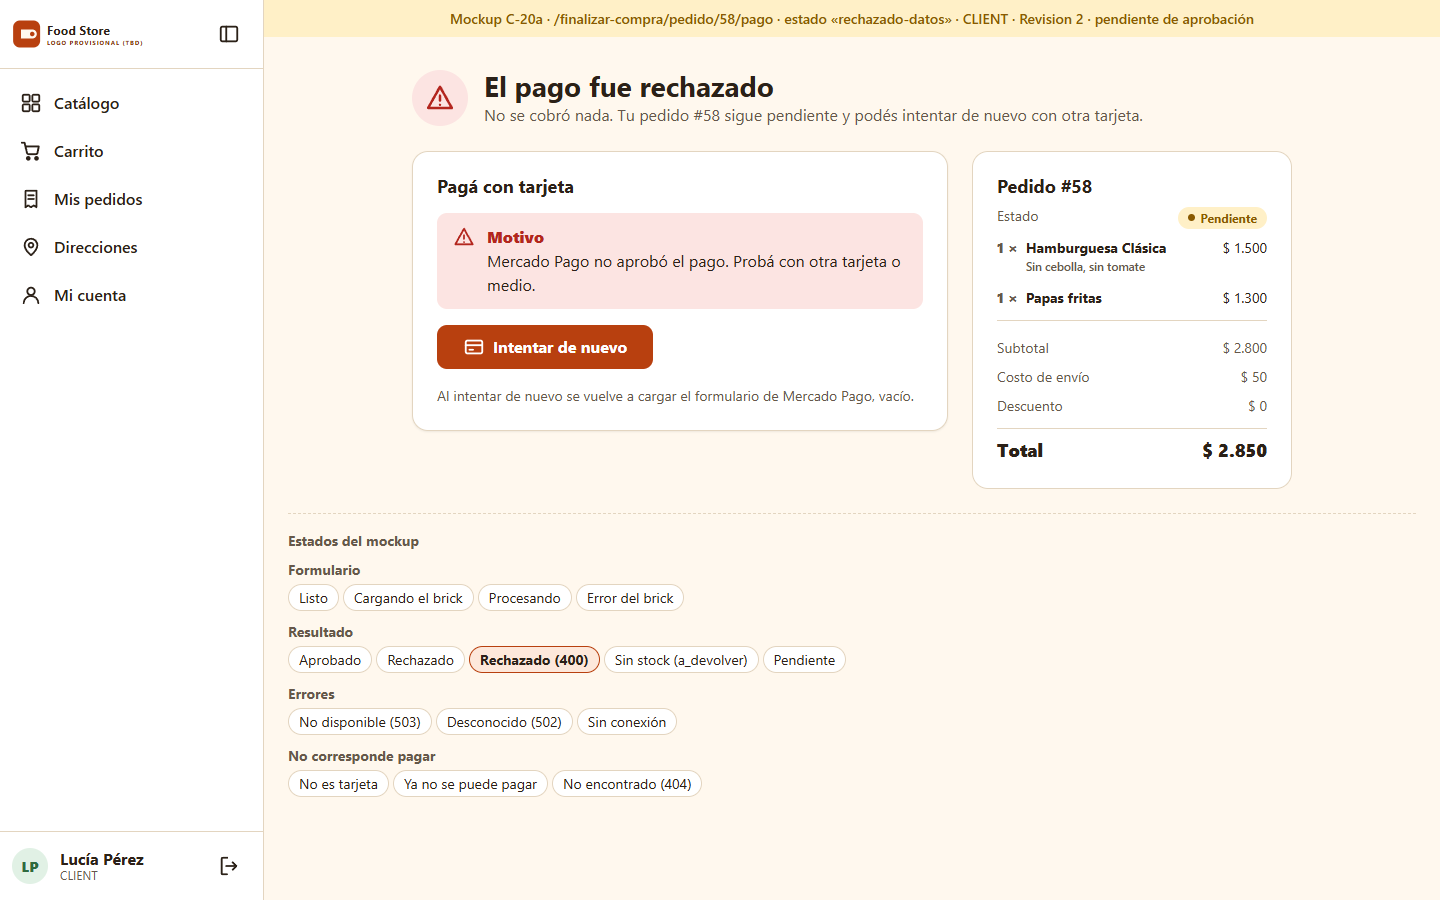 Food Store
LOGO PROVISIONAL (TBD)
Catálogo
Carrito
Mis pedidos
Direcciones
Mi cuenta
LP
Lucía Pérez
CLIENT
Mockup C-20a · /finalizar-compra/pedido/58/pago · estado «rechazado-datos» · CLIENT · Revision 2 · pendiente de aprobación
El pago fue rechazado
No se cobró nada. Tu pedido #58 sigue pendiente y podés intentar de nuevo con otra tarjeta.
Pagá con tarjeta
Motivo
Mercado Pago no aprobó el pago. Probá con otra tarjeta o
medio.
Intentar de nuevo
Al intentar de nuevo se vuelve a cargar el formulario de Mercado Pago, vacío.
Pedido #58
Estado Pendiente
1 × Hamburguesa Clásica $ 1.500
Sin cebolla, sin tomate
1 × Papas fritas $ 1.300
Subtotal $ 2.800
Costo de envío $ 50
Descuento $ 0
Total $ 2.850
Estados del mockup
Formulario
Listo Cargando el brick Procesando Error del brick
Resultado
Aprobado Rechazado Rechazado (400) Sin stock (a_devolver) Pendiente
Errores
No disponible (503) Desconocido (502) Sin conexión
No corresponde pagar
No es tarjeta Ya no se puede pagar No encontrado (404)